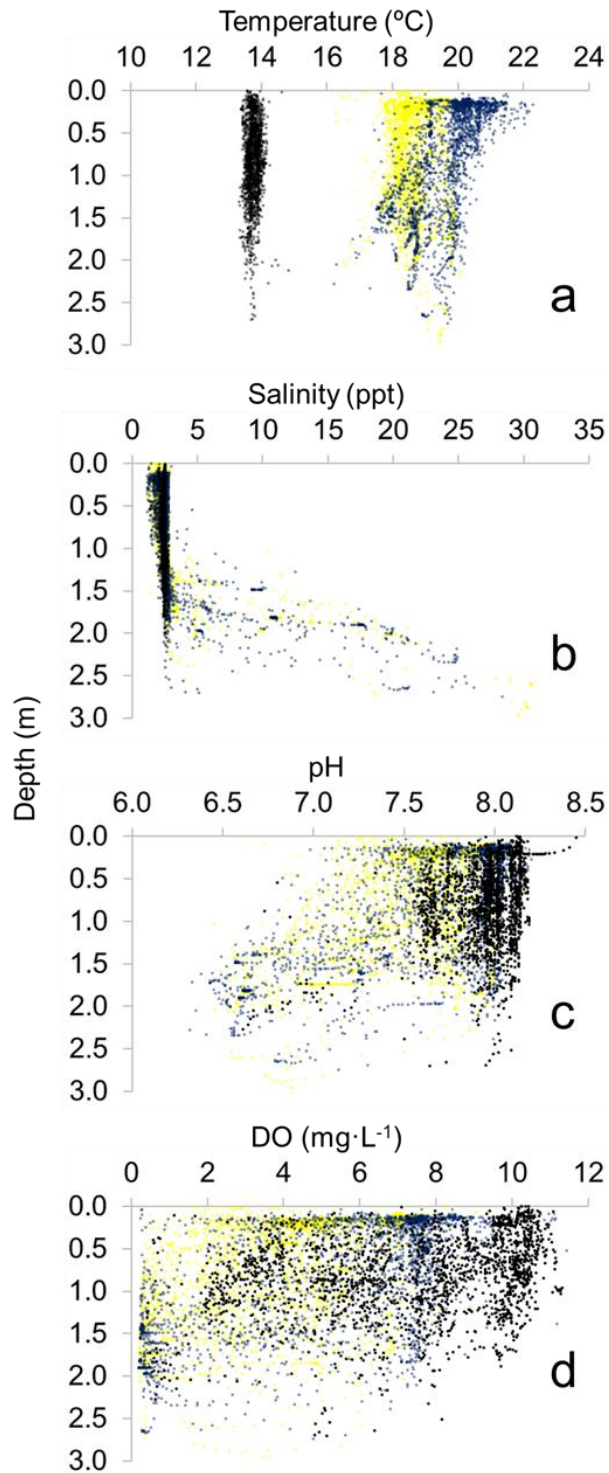 Temperature (ºC)
10 12 14 16 18 20 22 24
0.0
0.5
1.0
1.5
2.0
2.5
3.0
a
Salinity (ppt)
0 5 10 15 20 25 30 35
0.0
0.5
1.0
1.5
2.0
2.5
3.0
b
Depth (m)
pH
6.0 6.5 7.0 7.5 8.0 8.5
0.0
0.5
1.0
1.5
2.0
2.5
3.0
c
DO (mg·L-1)
0 2 4 6 8 10 12
0.0
0.5
1.0
1.5
2.0
2.5
3.0
d